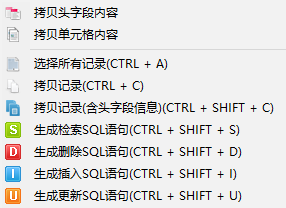 拷贝头字段内容
拷贝单元格内容
选择所有记录(CTRL + A)
拷贝记录(CTRL + C)
拷贝记录(含头字段信息)(CTRL + SHIFT + C)
S 生成检索SQL语句(CTRL + SHIFT + S)
D 生成删除SQL语句(CTRL + SHIFT + D)
I 生成插入SQL语句(CTRL + SHIFT + I)
U 生成更新SQL语句(CTRL + SHIFT + U)